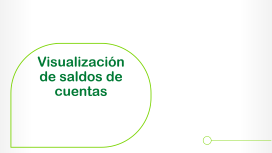 Visualización
de saldos de
cuentas